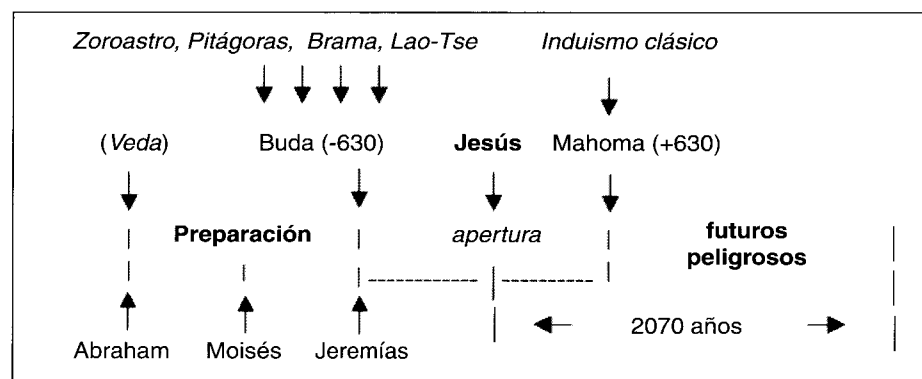 Zoroastro, Pitágoras, Brama, Lao-Tse Induismo clásico
(Veda) Buda (-630) Jesús Mahoma (+630)
Preparación apertura futuros
peligrosos
2070 años
Abraham Moisés Jeremías